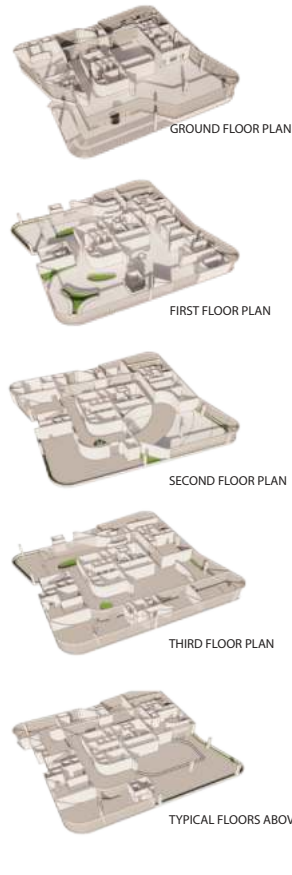 GROUND FLOOR PLAN
FIRST FLOOR PLAN
SECOND FLOOR PLAN
THIRD FLOOR PLAN
TYPICAL FLOORS ABOV